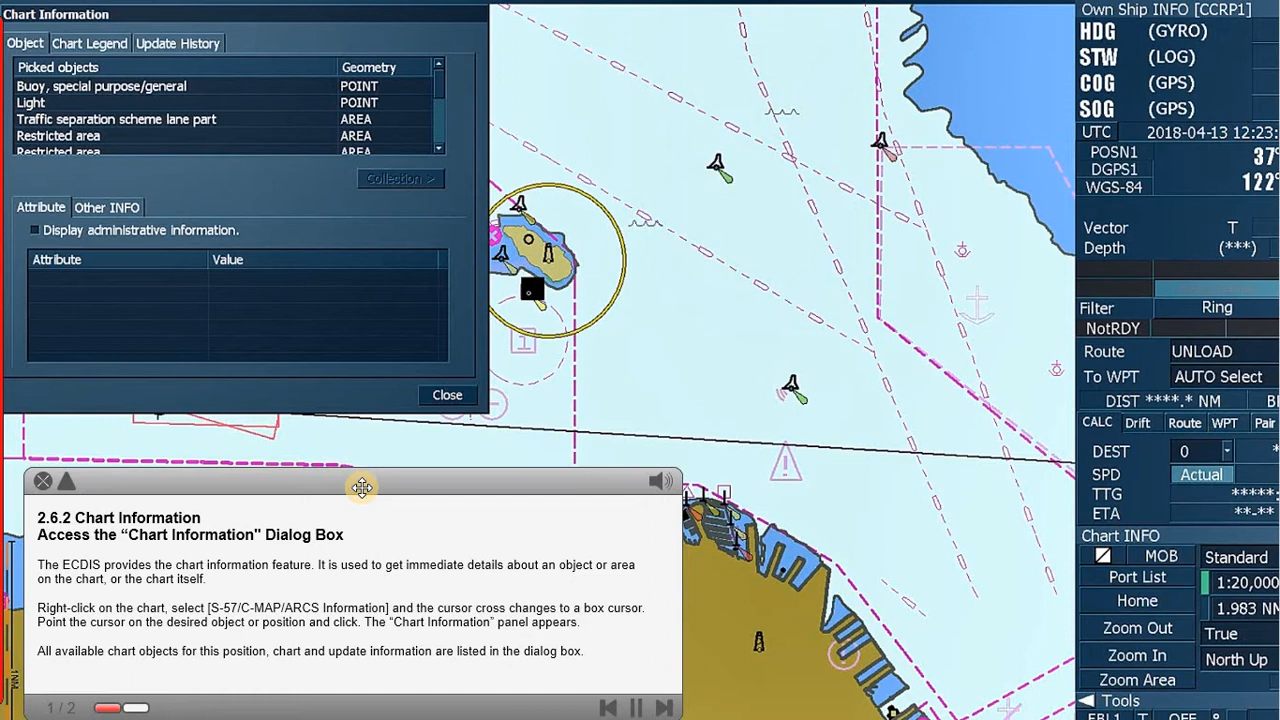 Chart Information
Object Chart Legend Update History
Picked objects Geometry
Buoy, special purpose/general POINT
Light POINT
Traffic separation scheme lane part AREA
Restricted area AREA
Restricted area AREA
Collection >
Attribute Other INFO
Display administrative information.
Attribute Value
Close
1
Own Ship INFO [CCRP1]
HDG (GYRO)
STW (LOG)
COG (GPS)
SOG (GPS)
UTC 2018-04-13 12:23:
POSN1 37°
DGPS1
WGS-84 122°
Vector T
Depth (***)
Filter Ring
NotRDY
Route UNLOAD
To WPT AUTO Select
DIST ****.* NM
CALC Drift Route WPT Pair
DEST 0 *
SPD Actual
TTG *****:
ETA **-** *
Chart INFO
MOB Standard
Port List 1:20,000
Home 1.983 NM
Zoom Out True
Zoom In North Up
Zoom Area
Tools
EBL1 T OFF °
2.6.2 Chart Information
Access the “Chart Information" Dialog Box
The ECDIS provides the chart information feature. It is used to get immediate details about an object or area
on the chart, or the chart itself.
Right-click on the chart, select [S-57/C-MAP/ARCS Information] and the cursor cross changes to a box cursor.
Point the cursor on the desired object or position and click. The “Chart Information” panel appears.
All available chart objects for this position, chart and update information are listed in the dialog box.
1 / 2
1NM